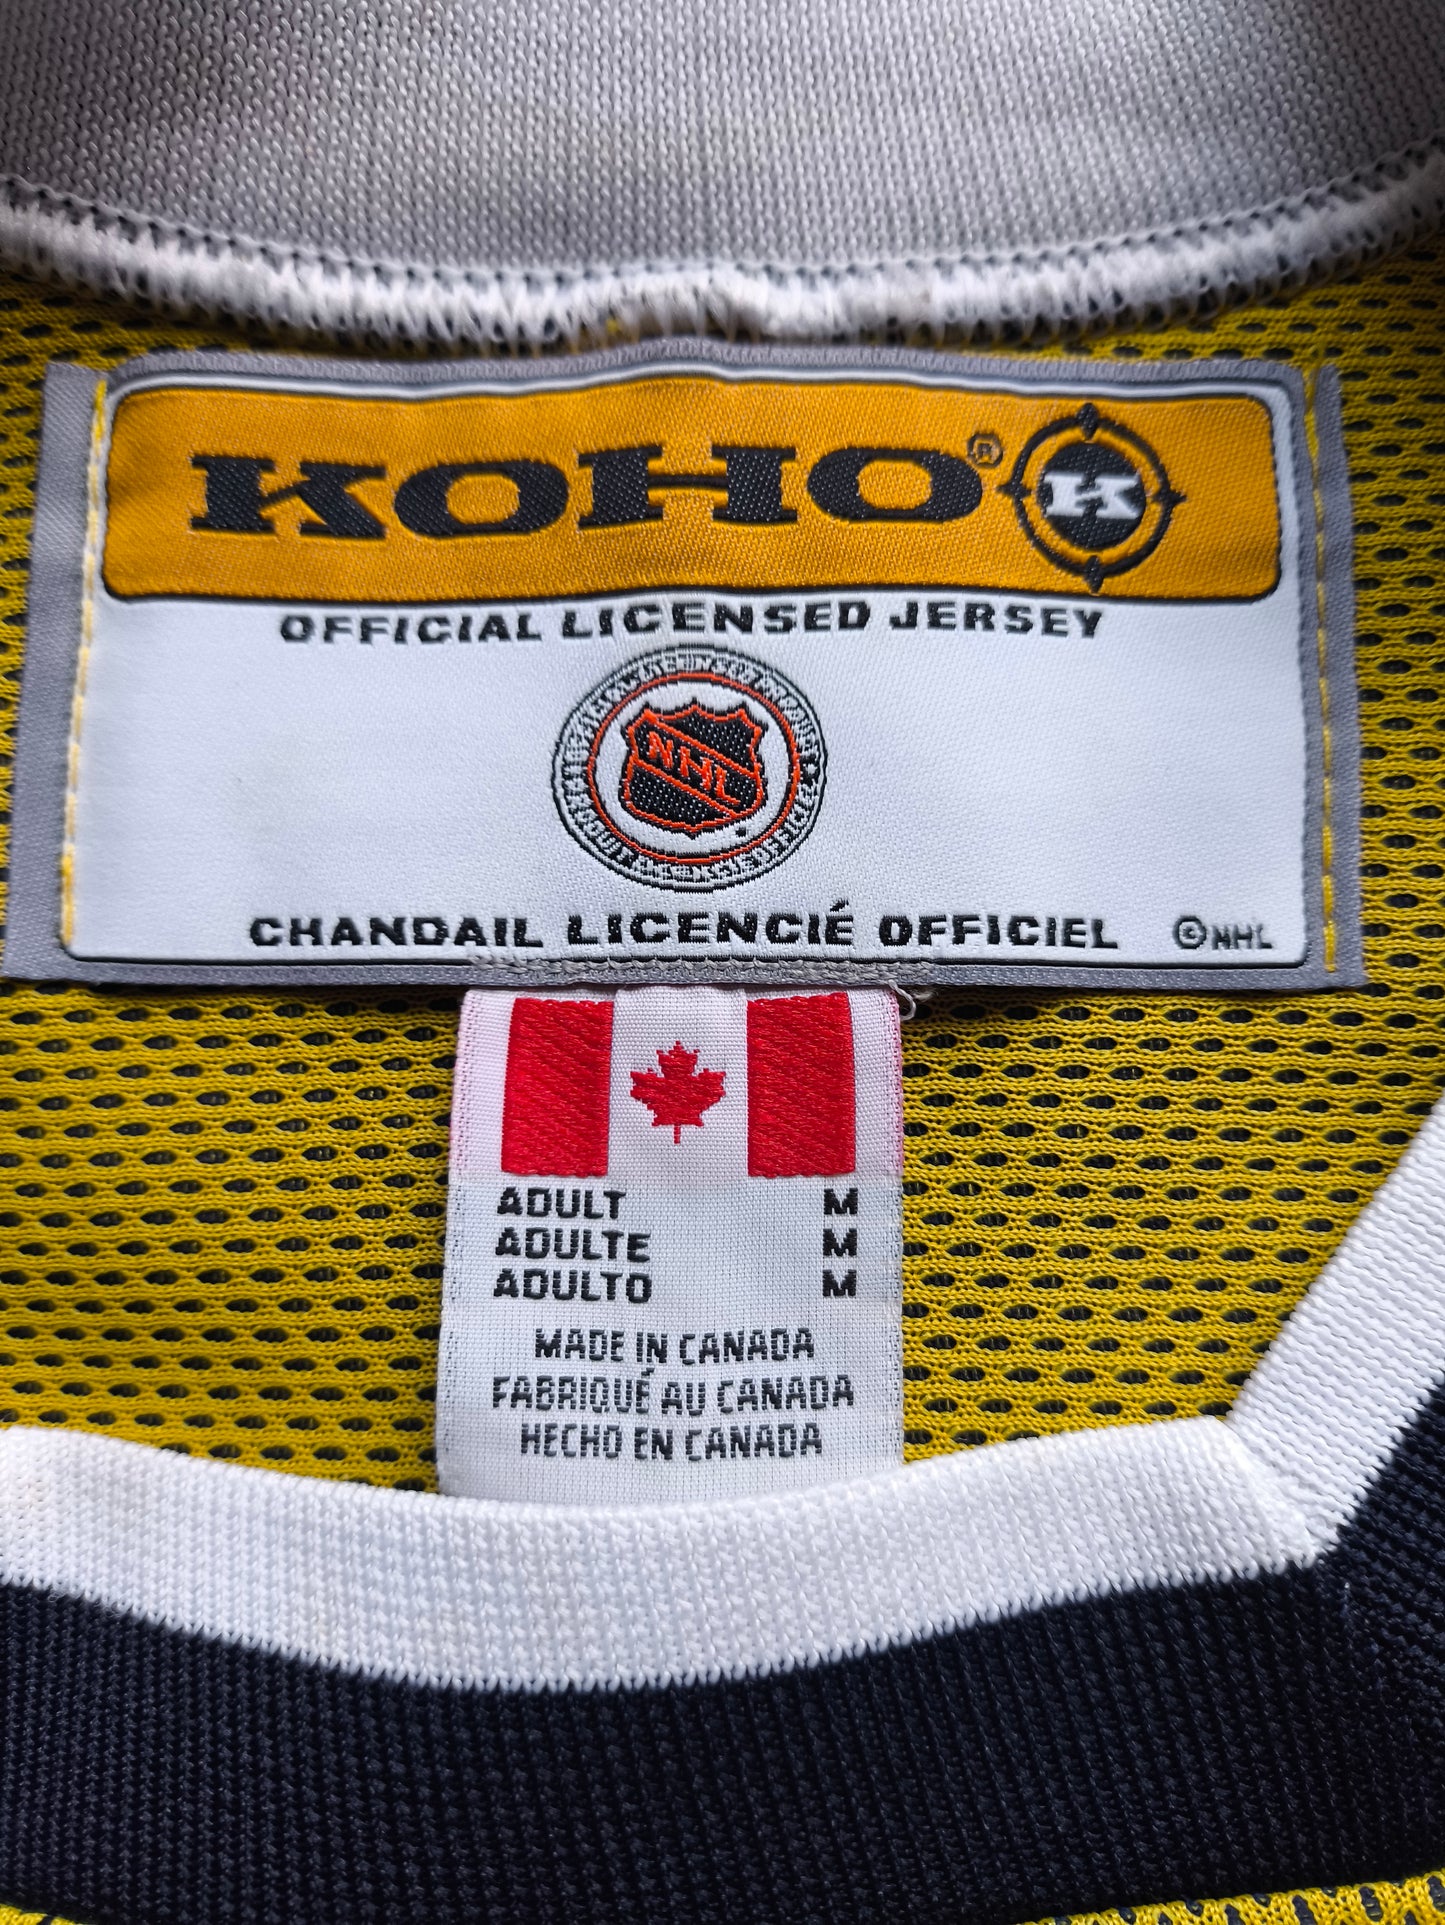 KOHO® K
OFFICIAL LICENSED JERSEY
NHL
CHANDAIL LICENCIÉ OFFICIEL ©NHL
ADULT M
ADULTE M
ADULTO M
MADE IN CANADA
FABRIQUÉ AU CANADA
HECHO EN CANADA